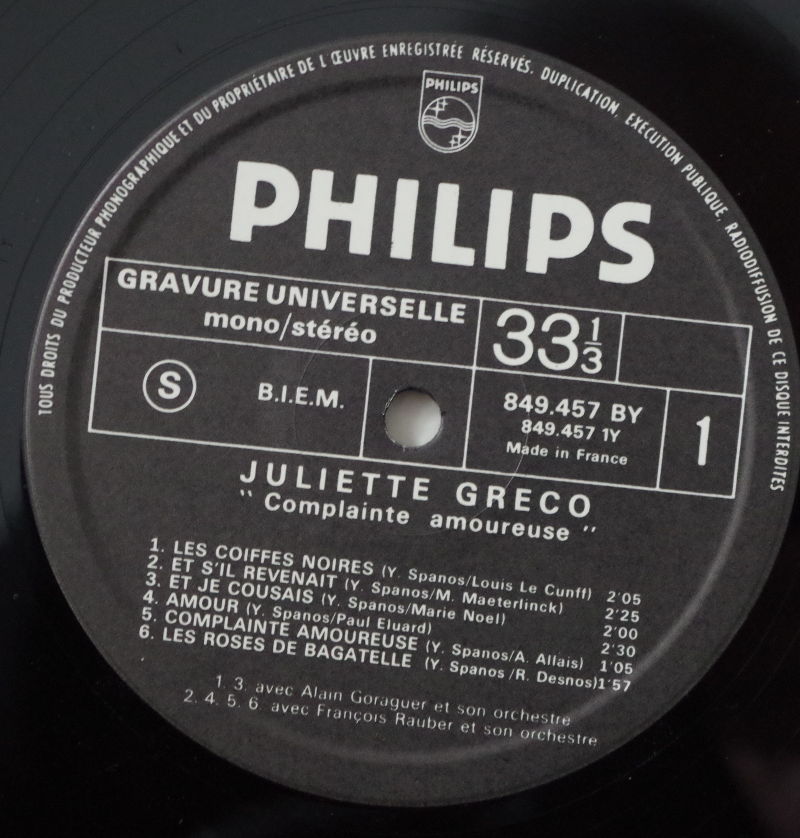 TOUS DROITS DU PRODUCTEUR PHONOGRAPHIQUE ET DU PROPRIÉTAIRE DE L ŒUVRE ENREGISTRÉE RÉSERVÉS. DUPLICATION, EXECUTION PUBLIQUE, RADIODIFFUSION DE CE DISQUE INTERDITES
PHILIPS
PHILIPS
GRAVURE UNIVERSELLE
mono/stéréo
33 1/3
S
B.I.E.M.
849.457 BY
849.457 1Y
Made in France
1
JULIETTE GRECO
" Complainte amoureuse "
1. LES COIFFES NOIRES (Y. Spanos/Louis Le Cunff) 2'05
2. ET S'IL REVENAIT (Y. Spanos/M. Maeterlinck) 2'25
3. ET JE COUSAIS (Y. Spanos/Marie Noel) 2'00
4. AMOUR (Y. Spanos/Paul Eluard) 2'30
5. COMPLAINTE AMOUREUSE (Y. Spanos/A. Allais) 1'05
6. LES ROSES DE BAGATELLE (Y. Spanos /R. Desnos) 1'57
1. 3. avec Alain Goraguer et son orchestre
2. 4. 5. 6. avec François Rauber et son orchestre